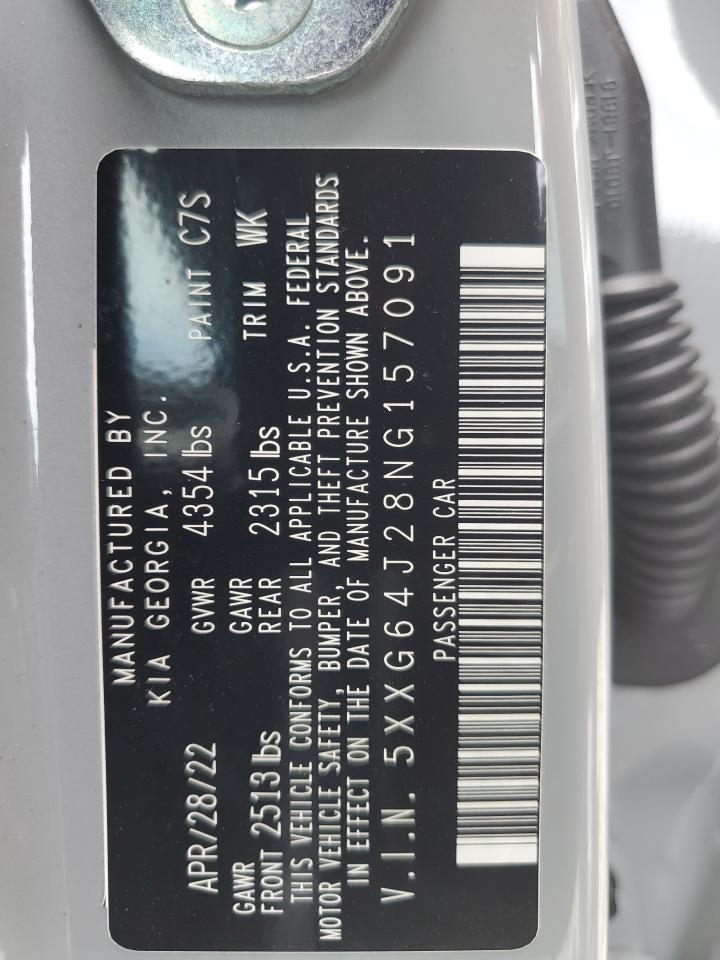 MANUFACTURED BY
KIA GEORGIA, INC.
APR/28/22 GVWR 4354 lbs PAINT C7S
GAWR FRONT 2513 lbs GAWR REAR 2315 lbs TRIM WK
THIS VEHICLE CONFORMS TO ALL APPLICABLE U.S.A. FEDERAL
MOTOR VEHICLE SAFETY, BUMPER, AND THEFT PREVENTION STANDARDS
IN EFFECT ON THE DATE OF MANUFACTURE SHOWN ABOVE.
V.I.N. 5XXG64J28NG157091
PASSENGER CAR